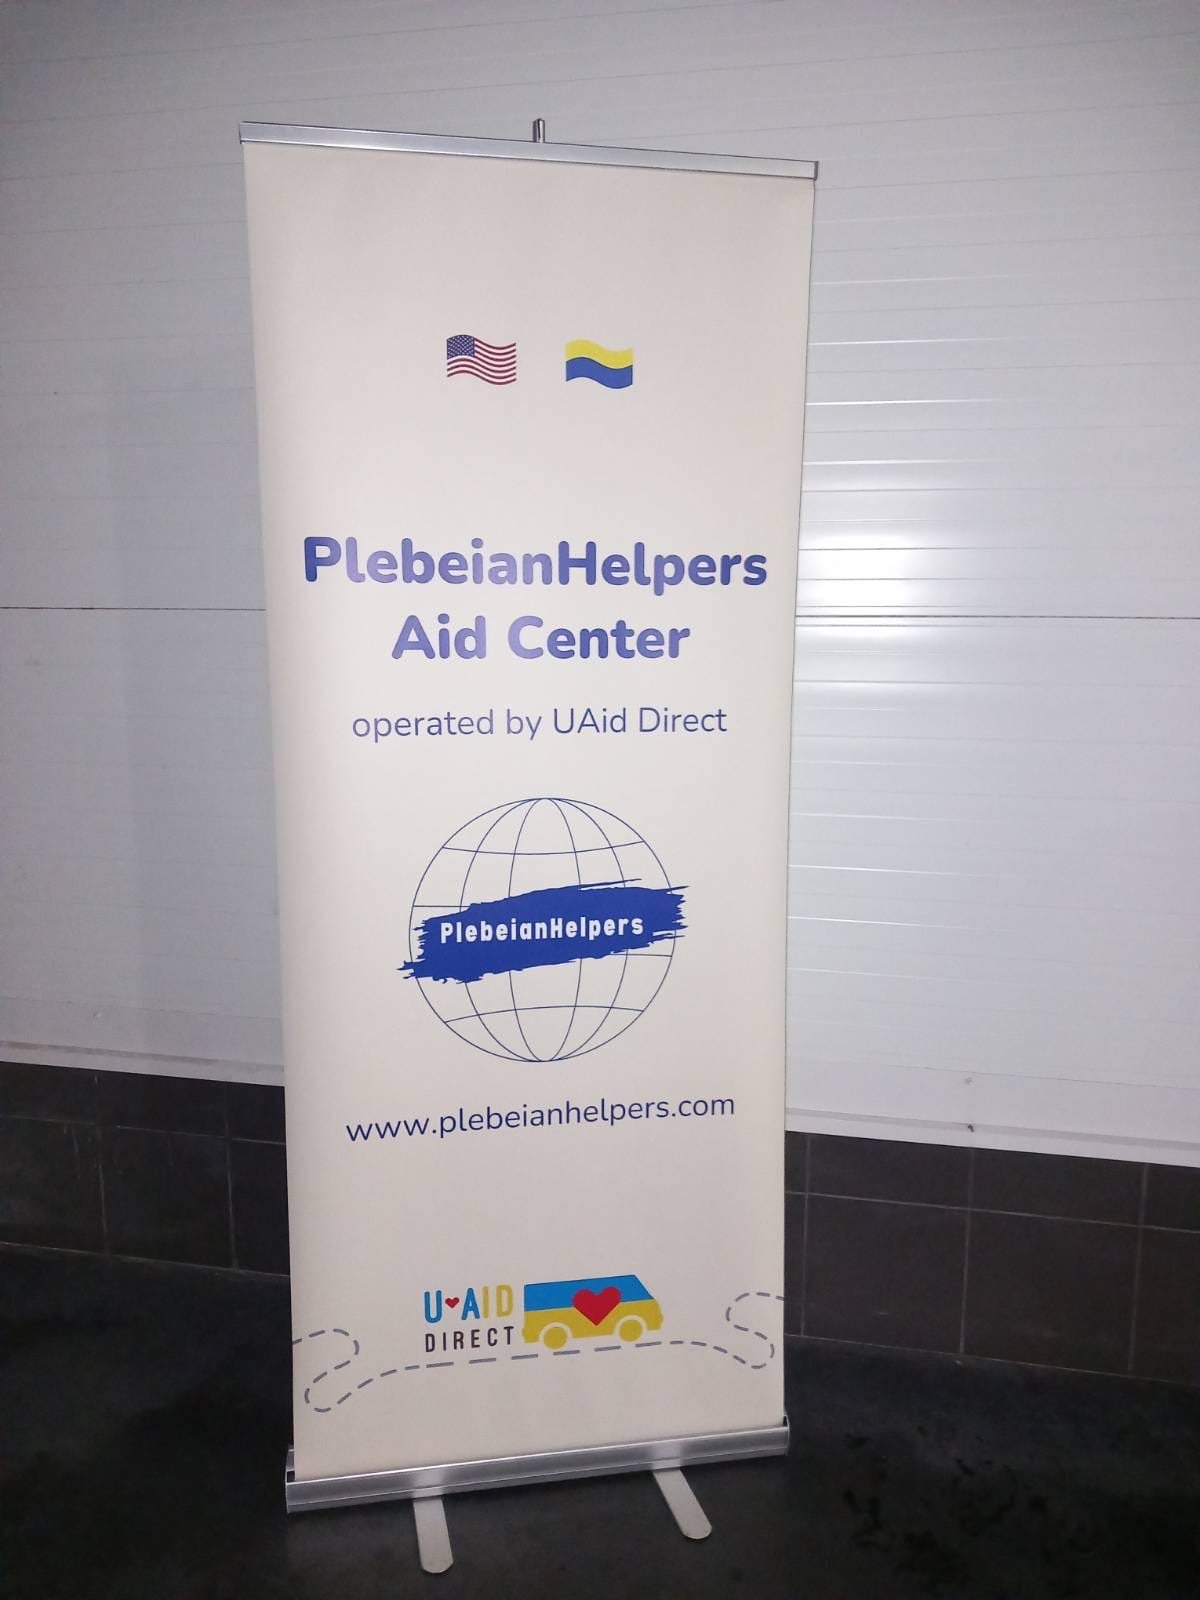 PlebeianHelpers
Aid Center
operated by UAid Direct
PlebeianHelpers
www.plebeianhelpers.com
U AID
DIRECT